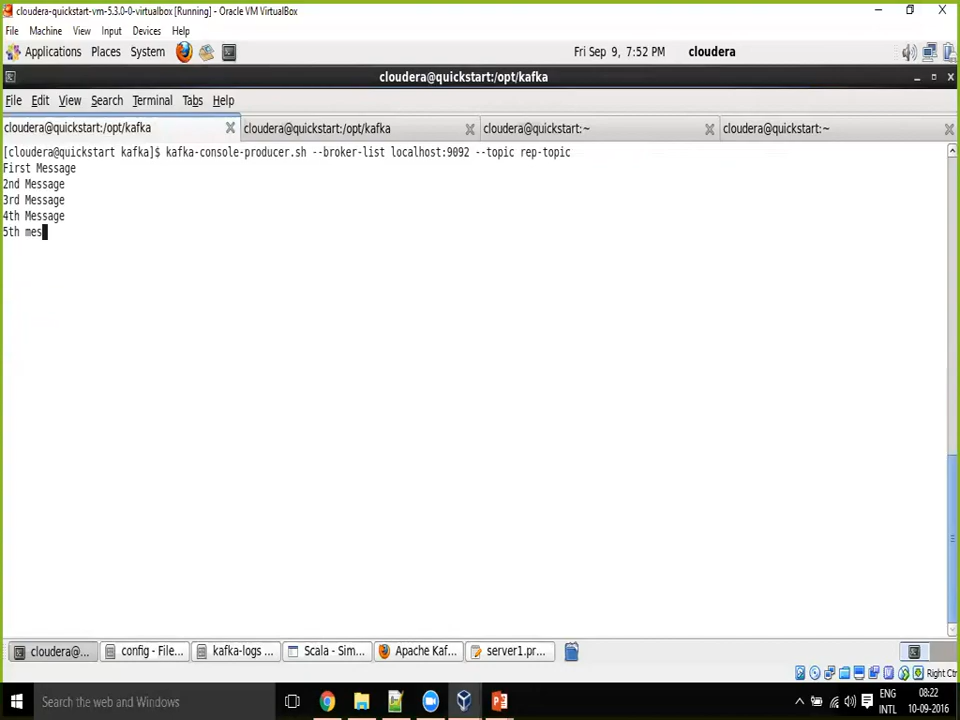 cloudera-quickstart-vm-5.3.0-0-virtualbox [Running] - Oracle VM VirtualBox
File Machine View Input Devices Help
Applications Places System Fri Sep 9, 7:52 PM cloudera
cloudera@quickstart:/opt/kafka
File Edit View Search Terminal Tabs Help
cloudera@quickstart:/opt/kafka cloudera@quickstart:/opt/kafka cloudera@quickstart:~ cloudera@quickstart:~
[cloudera@quickstart kafka]$ kafka-console-producer.sh --broker-list localhost:9092 --topic rep-topic
First Message
2nd Message
3rd Message
4th Message
5th mes
cloudera@... config - File... kafka-logs ... Scala - Sim... Apache Kaf... server1.pr...
Right Ctr
Search the web and Windows
ENG 08:22
INTL 10-09-2016